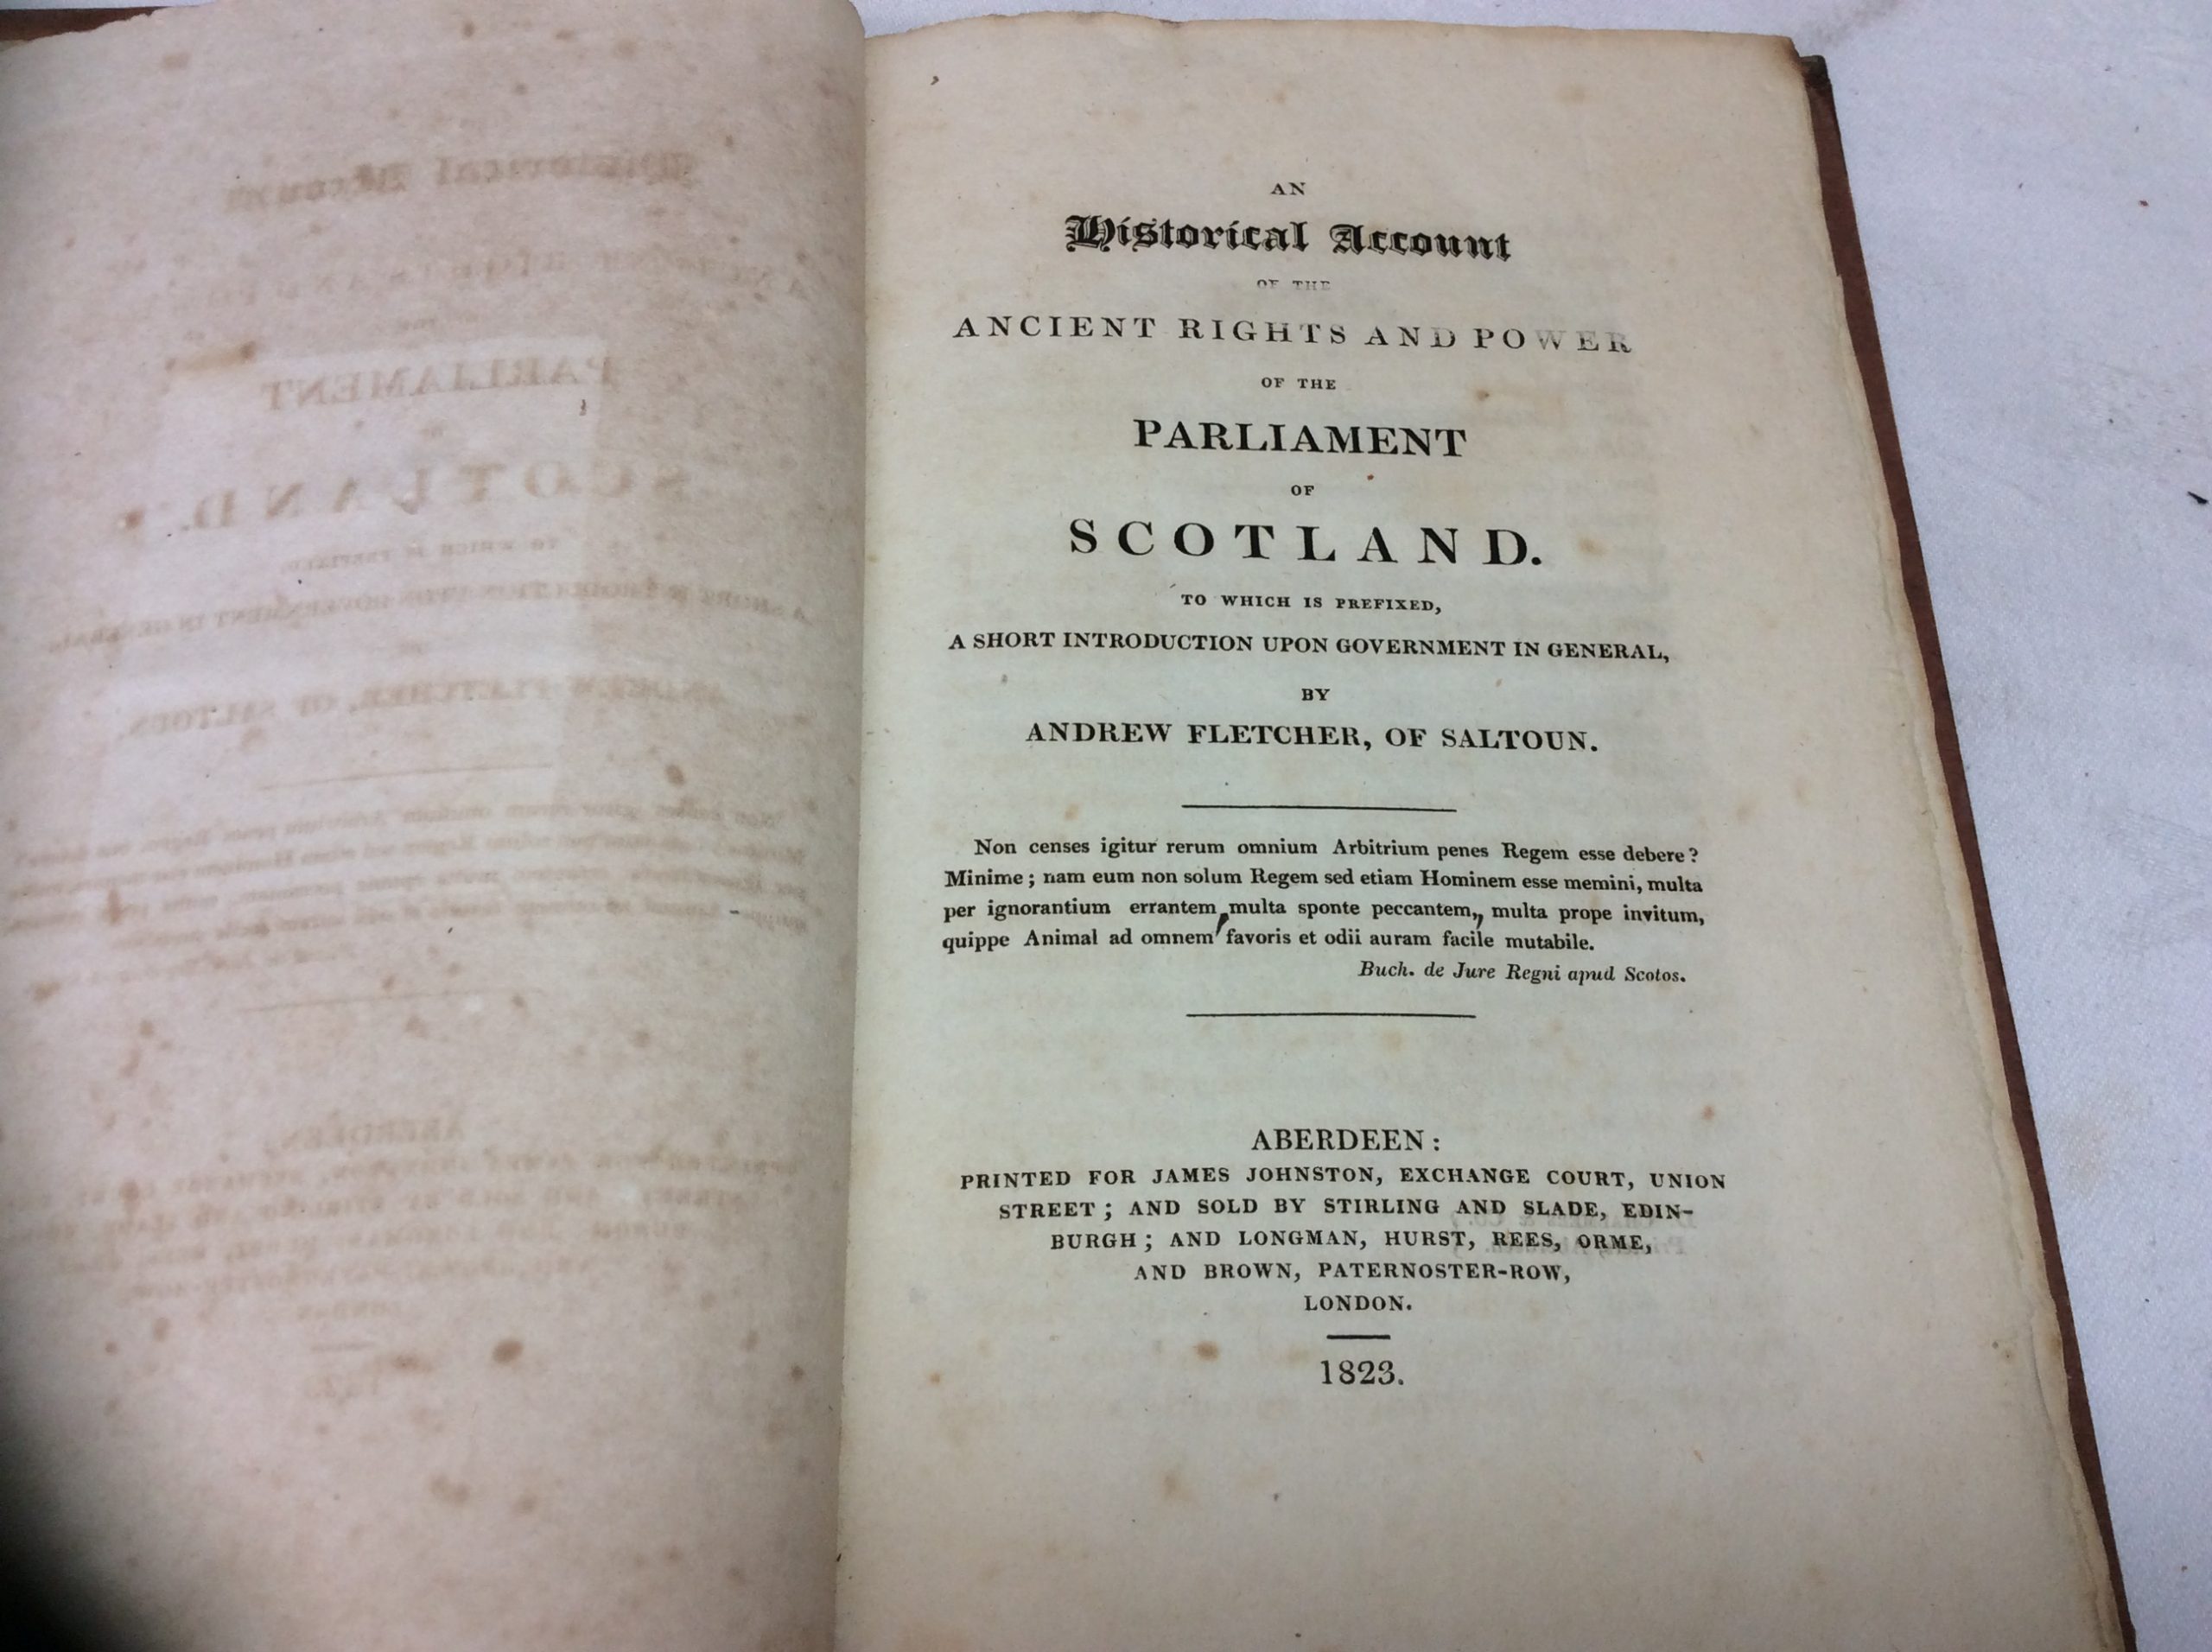 AN
Historical Account
OF THE
ANCIENT RIGHTS AND POWER
OF THE
PARLIAMENT
OF
SCOTLAND.
TO WHICH IS PREFIXED,
A SHORT INTRODUCTION UPON GOVERNMENT IN GENERAL,
BY
ANDREW FLETCHER, OF SALTOUN.
Non censes igitur rerum omnium Arbitrium penes Regem esse debere?
Minime; nam eum non solum Regem sed etiam Hominem esse memini, multa
per ignorantium errantem, multa sponte peccantem,, multa prope invitum,
quippe Animal ad omnem favoris et odii auram facile mutabile.
Buch. de Jure Regni apud Scotos.
ABERDEEN:
PRINTED FOR JAMES JOHNSTON, EXCHANGE COURT, UNION
STREET; AND SOLD BY STIRLING AND SLADE, EDIN-
BURGH; AND LONGMAN, HURST, REES, ORME,
AND BROWN, PATERNOSTER-ROW,
LONDON.
1823.